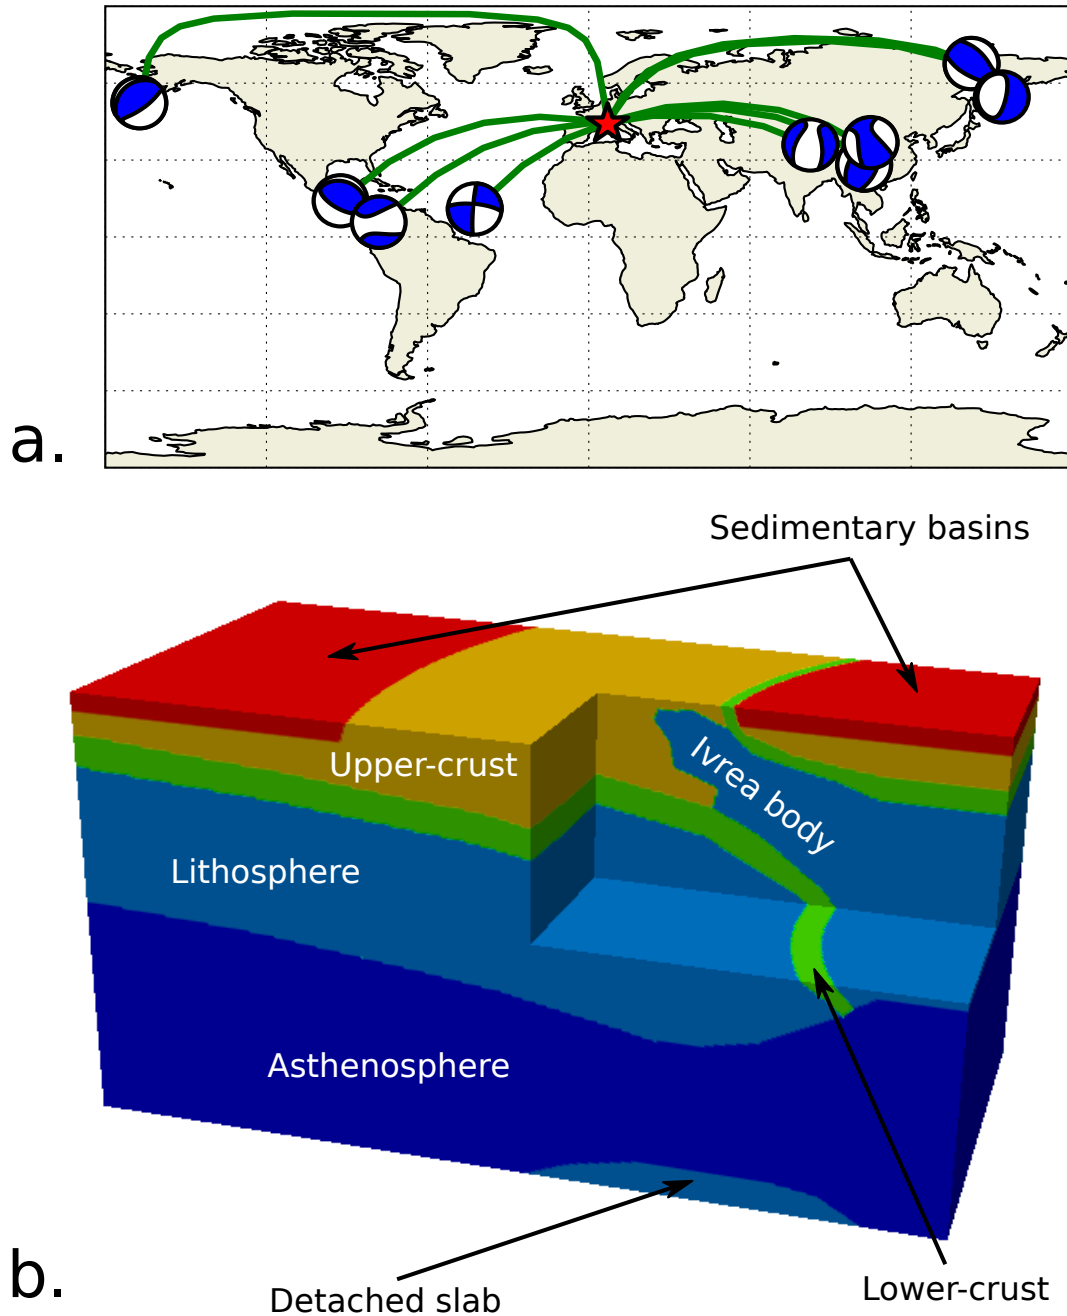 a.
Sedimentary basins
Upper-crust
Ivrea body
Lithosphere
Asthenosphere
b.
Detached slab
Lower-crust